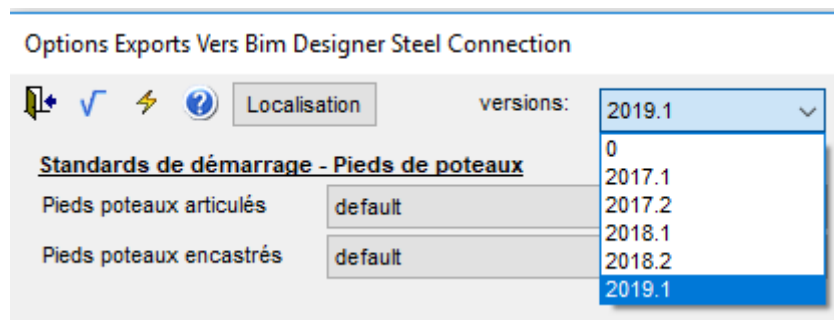 Options Exports Vers Bim Designer Steel Connection
Localisation versions: 2019.1
0
Standards de démarrage - Pieds de poteaux
2017.1
Pieds poteaux articulés default
2017.2
2018.1
Pieds poteaux encastrés default
2018.2
2019.1